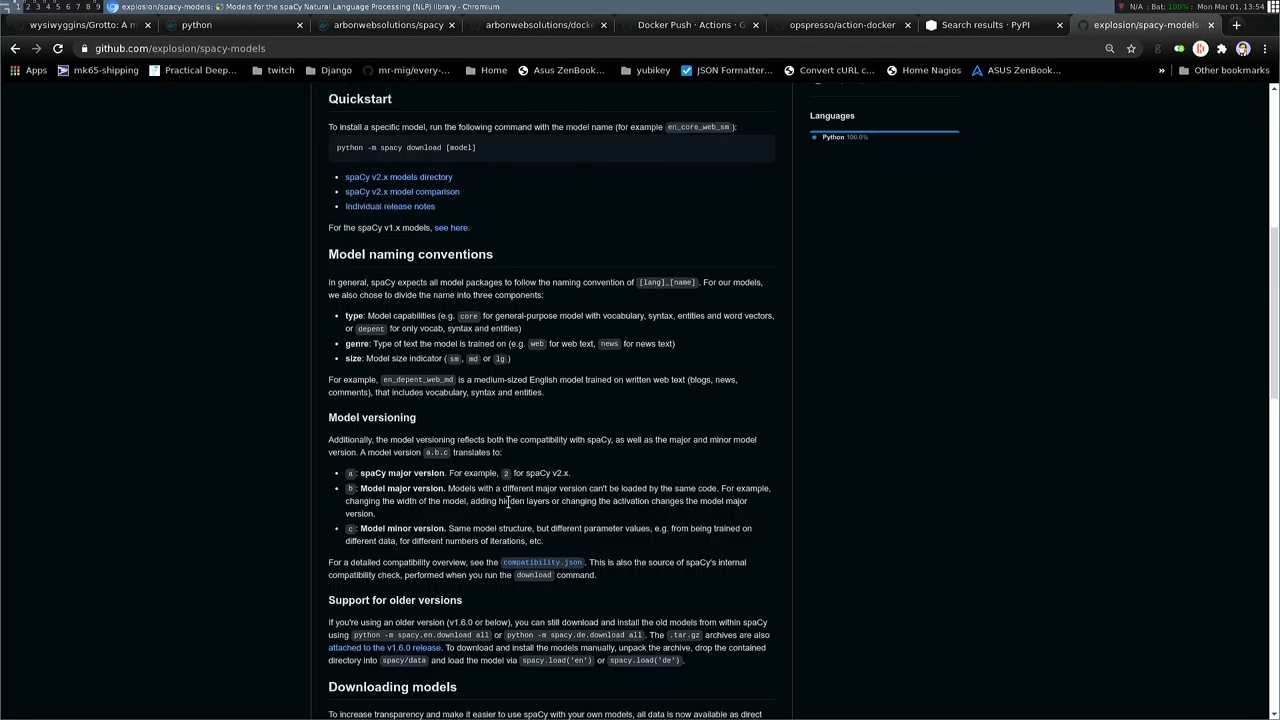 1 2 3 4 5 6 7 8 9 explosion/spacy-models: Models for the spaCy Natural Language Processing (NLP) library - Chromium
N/A Bat: 100% Mon Mar 01, 13:54
wysiwyggins/Grotto: A m
python
arbonwebsolutions/spacy
arbonwebsolutions/docke
Docker Push · Actions · G
opspresso/action-docker
Search results · PyPI
explosion/spacy-models
github.com/explosion/spacy-models
Apps
mk65-shipping
Practical Deep...
twitch
Django
mr-mig/every-...
Home
Asus ZenBook...
yubikey
JSON Formatter...
Convert cURL c...
Home Nagios
ASUS ZenBook...
»
Other bookmarks
Quickstart
To install a specific model, run the following command with the model name (for example en_core_web_sm):
python -m spacy download [model]
• spaCy v2.x models directory
• spaCy v2.x model comparison
• Individual release notes
For the spaCy v1.x models, see here.
Model naming conventions
In general, spaCy expects all model packages to follow the naming convention of [lang]_[name]. For our models,
we also chose to divide the name into three components:
• type: Model capabilities (e.g. core for general-purpose model with vocabulary, syntax, entities and word vectors,
or depent for only vocab, syntax and entities)
• genre: Type of text the model is trained on (e.g. web for web text, news for news text)
• size: Model size indicator (sm, md or lg)
For example, en_depent_web_md is a medium-sized English model trained on written web text (blogs, news,
comments), that includes vocabulary, syntax and entities.
Model versioning
Additionally, the model versioning reflects both the compatibility with spaCy, as well as the major and minor model
version. A model version a.b.c translates to:
• a: spaCy major version. For example, 2 for spaCy v2.x.
• b: Model major version. Models with a different major version can't be loaded by the same code. For example,
changing the width of the model, adding hidden layers or changing the activation changes the model major
version.
• c: Model minor version. Same model structure, but different parameter values, e.g. from being trained on
different data, for different numbers of iterations, etc.
For a detailed compatibility overview, see the compatibility.json. This is also the source of spaCy's internal
compatibility check, performed when you run the download command.
Support for older versions
If you're using an older version (v1.6.0 or below), you can still download and install the old models from within spaCy
using python -m spacy.en.download all or python -m spacy.de.download all. The .tar.gz archives are also
attached to the v1.6.0 release. To download and install the models manually, unpack the archive, drop the contained
directory into spacy/data and load the model via spacy.load('en') or spacy.load('de').
Downloading models
To increase transparency and make it easier to use spaCy with your own models, all data is now available as direct
Languages
Python 100.0%